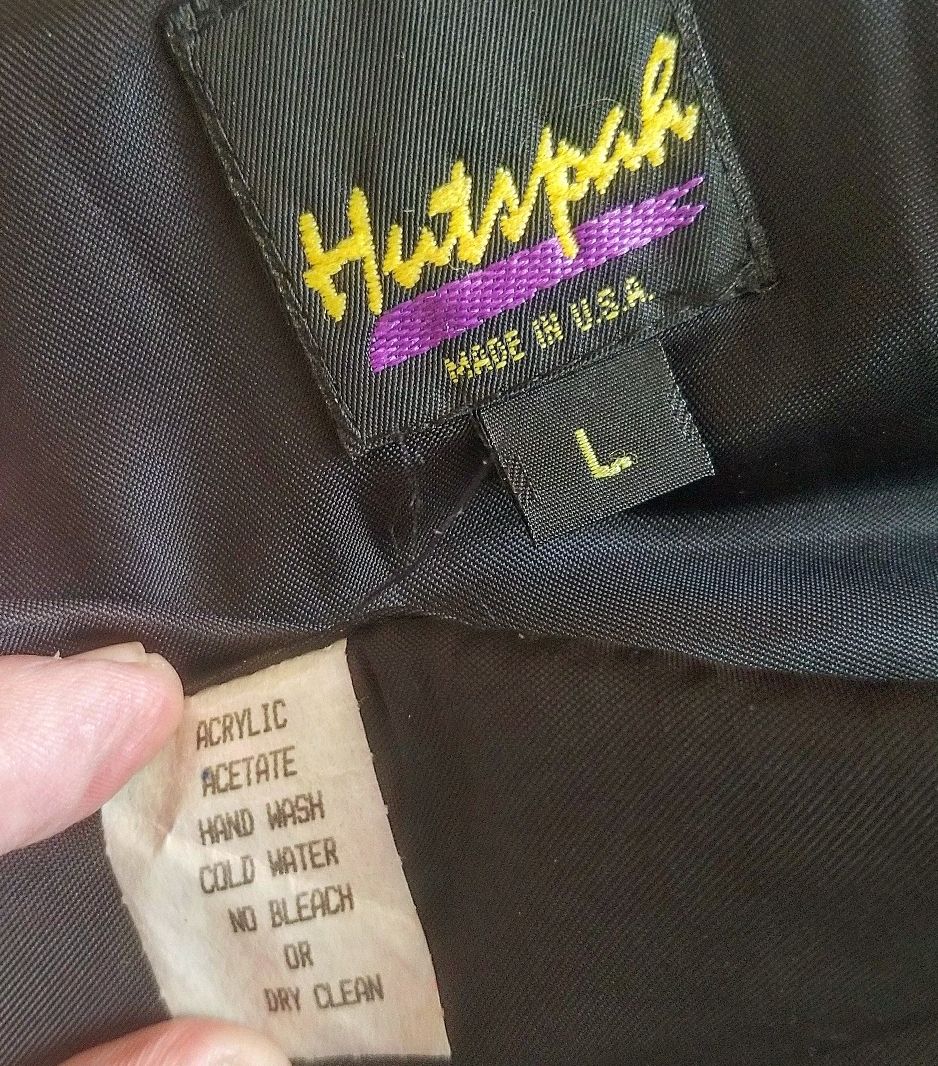 Hutspah
MADE IN U.S.A.
L
ACRYLIC
ACETATE
HAND WASH
COLD WATER
NO BLEACH
OR
DRY CLEAN